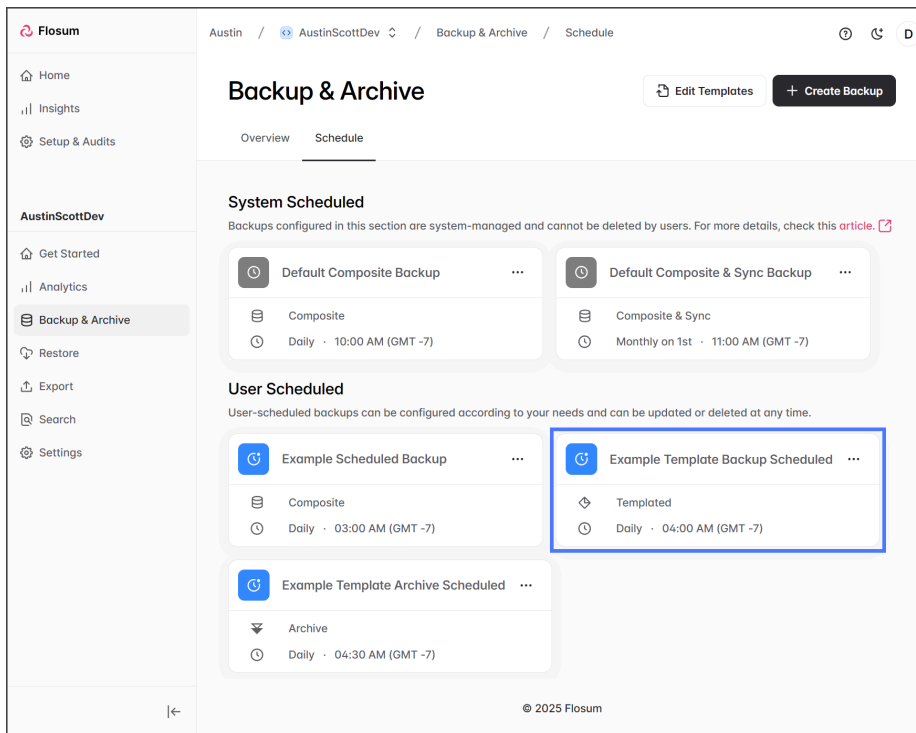 Flosum
Austin / AustinScottDev / Backup & Archive / Schedule
D
Home
Insights
Setup & Audits
AustinScottDev
Get Started
Analytics
Backup & Archive
Restore
Export
Search
Settings
Backup & Archive
Edit Templates
+ Create Backup
Overview
Schedule
System Scheduled
Backups configured in this section are system-managed and cannot be deleted by users. For more details, check this article.
Default Composite Backup
...
Composite
Daily · 10:00 AM (GMT -7)
Default Composite & Sync Backup
...
Composite & Sync
Monthly on 1st · 11:00 AM (GMT -7)
User Scheduled
User-scheduled backups can be configured according to your needs and can be updated or deleted at any time.
Example Scheduled Backup
...
Composite
Daily · 03:00 AM (GMT -7)
Example Template Backup Scheduled
...
Templated
Daily · 04:00 AM (GMT -7)
Example Template Archive Scheduled
...
Archive
Daily · 04:30 AM (GMT -7)
© 2025 Flosum